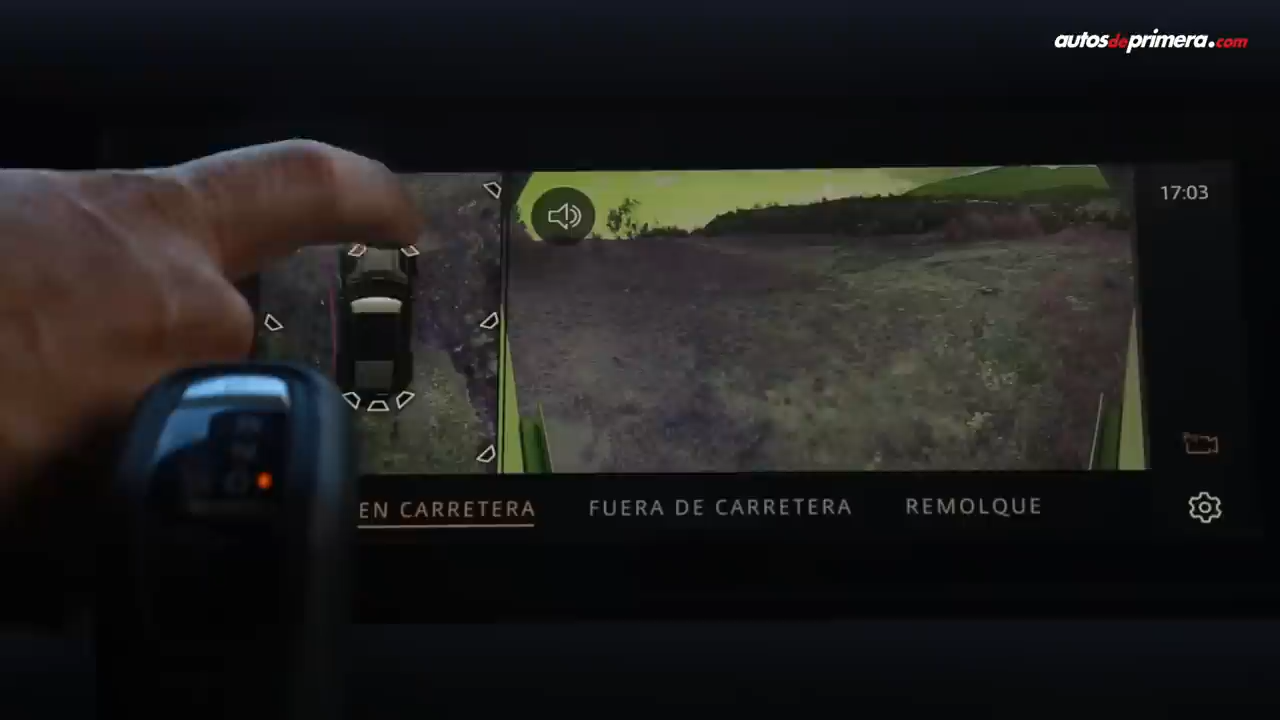 autosdeprimera.com
17:03
EN CARRETERA
FUERA DE CARRETERA
REMOLQUE